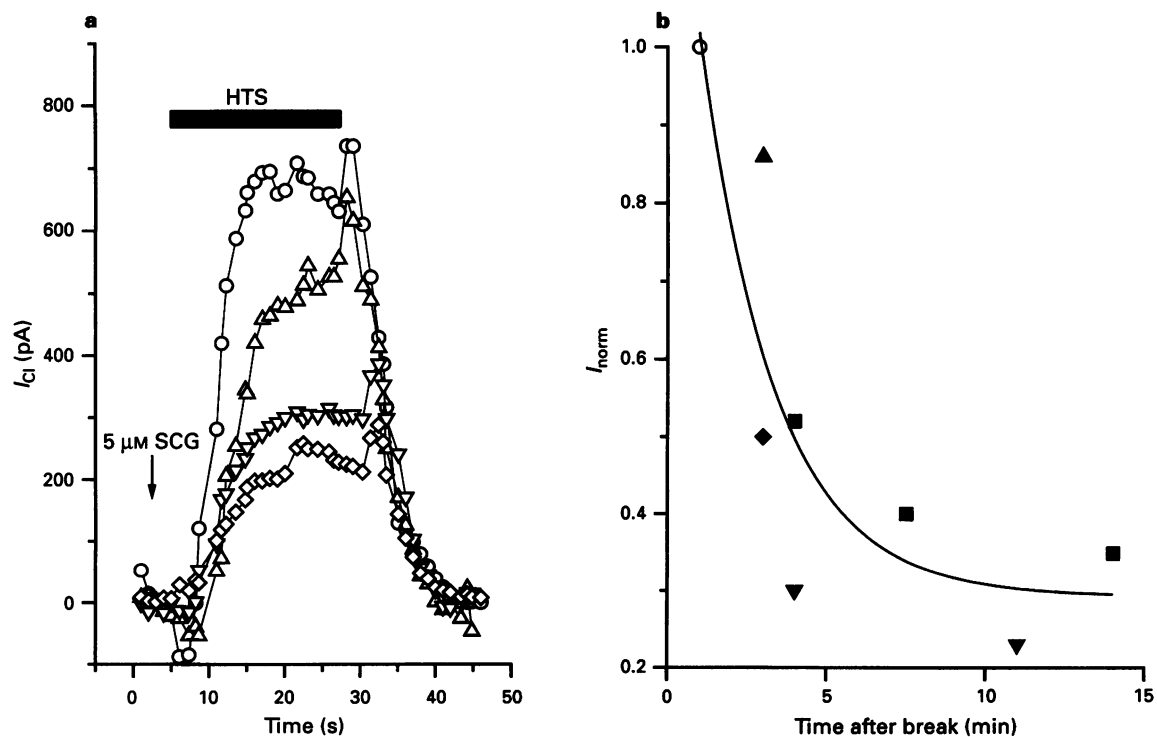 a
b
HTS
800
600
400
200
0
I_Cl (pA)
5 μM SCG
0 10 20 30 40 50
Time (s)
1.0
0.8
0.6
0.4
0.2
I_norm
0 5 10 15
Time after break (min)